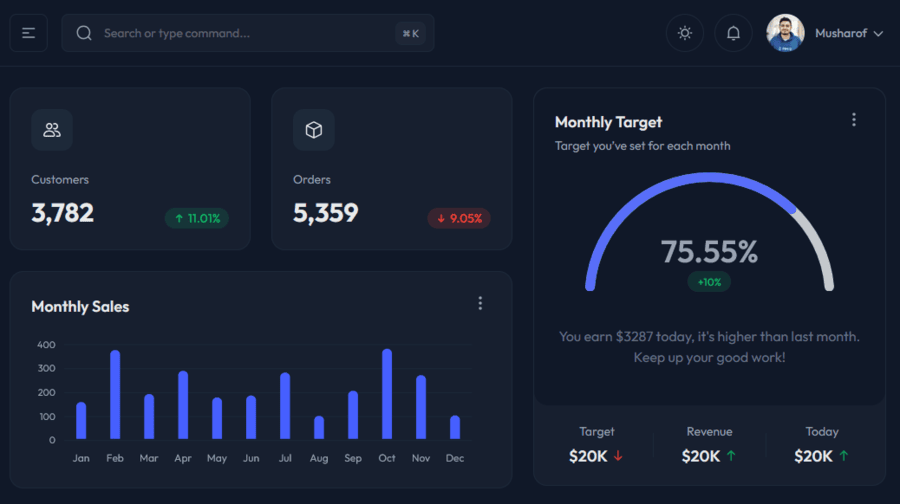 Search or type command...
⌘ K
Musharof
Customers
3,782
↑ 11.01%
Orders
5,359
↓ 9.05%
Monthly Target
Target you've set for each month
75.55%
+10%
You earn $3287 today, it's higher than last month.
Keep up your good work!
Target
$20K ↓
Revenue
$20K ↑
Today
$20K ↑
Monthly Sales
400
300
200
100
0
Jan Feb Mar Apr May Jun Jul Aug Sep Oct Nov Dec